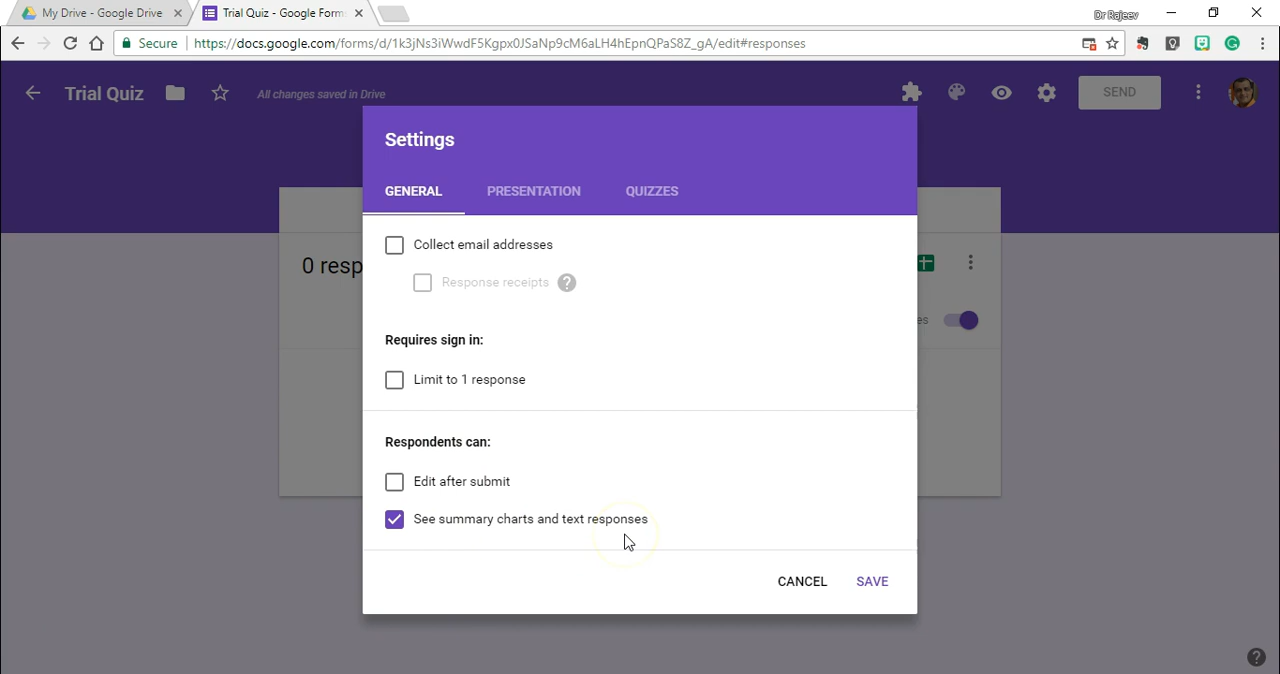 My Drive - Google Drive
Trial Quiz - Google Form
Dr Rajeev
Secure
https://docs.google.com/forms/d/1k3jNs3iWwdF5Kgpx0JSaNp9cM6aLH4hEpnQPaS8Z_gA/edit#responses
Trial Quiz
All changes saved in Drive
SEND
Settings
GENERAL PRESENTATION QUIZZES
Collect email addresses
0 resp
Response receipts ?
es
Requires sign in:
Limit to 1 response
Respondents can:
Edit after submit
See summary charts and text responses
CANCEL SAVE
?